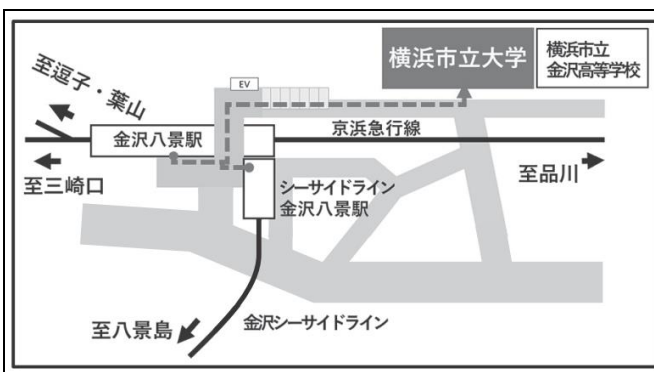 横浜市立大学
横浜市立
金沢高等学校
EV
至逗子・葉山
金沢八景駅
京浜急行線
至三崎口
至品川
シーサイドライン
金沢八景駅
至八景島
金沢シーサイドライン